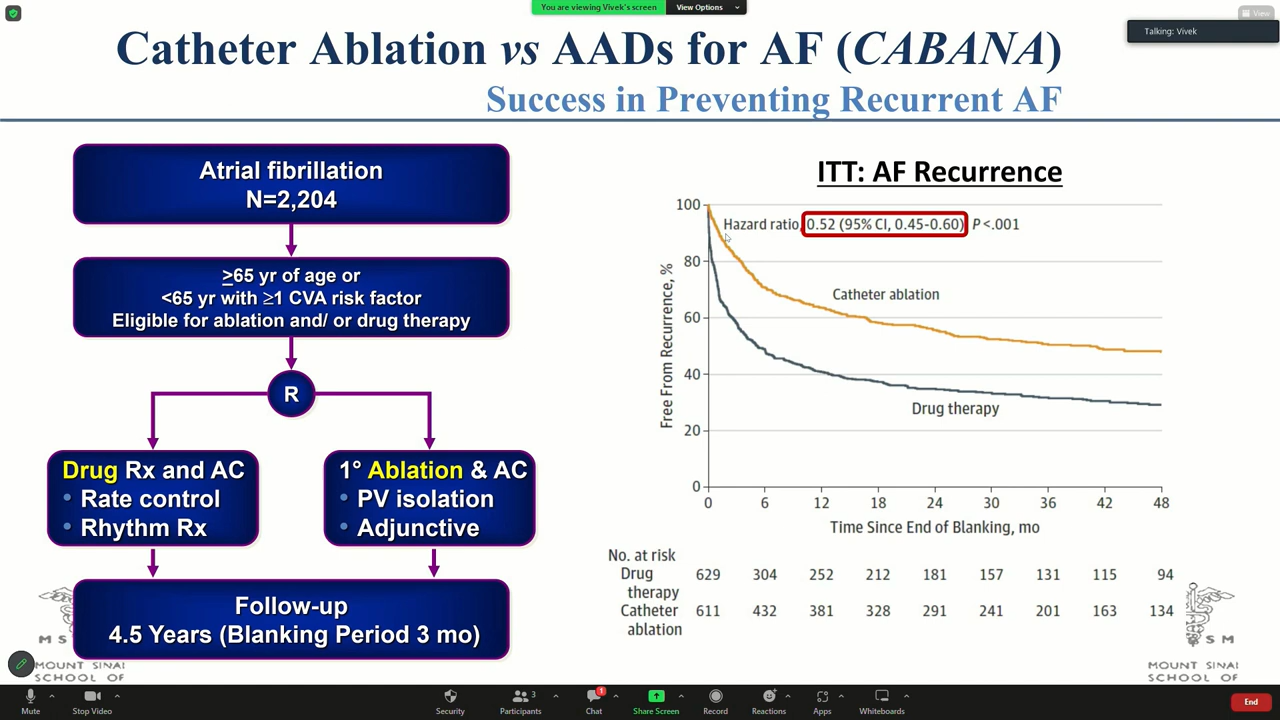 You are viewing Vivek's screen
View Options
View
Talking: Vivek
Catheter Ablation vs AADs for AF (CABANA)
Success in Preventing Recurrent AF
Atrial fibrillation
N=2,204
≥65 yr of age or
<65 yr with ≥1 CVA risk factor
Eligible for ablation and/ or drug therapy
R
Drug Rx and AC
• Rate control
• Rhythm Rx
1° Ablation & AC
• PV isolation
• Adjunctive
Follow-up
4.5 Years (Blanking Period 3 mo)
ITT: AF Recurrence
Hazard ratio, 0.52 (95% CI, 0.45-0.60) P<.001
Free From Recurrence, %
100
80
60
40
20
0
Catheter ablation
Drug therapy
0 6 12 18 24 30 36 42 48
Time Since End of Blanking, mo
No. at risk
Drug therapy 629 304 252 212 181 157 131 115 94
Catheter ablation 611 432 381 328 291 241 201 163 134
M S
MOUNT SINAI
SCHOOL OF
S M
MOUNT SINAI
SCHOOL OF
Mute
Stop Video
Security
Participants
3
Chat
1
Share Screen
Record
Reactions
Apps
Whiteboards
End